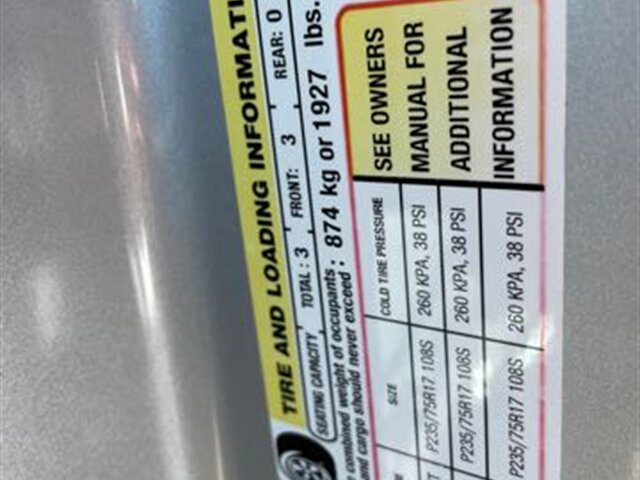 TIRE AND LOADING INFORMATI
SEATING CAPACITY TOTAL: 3 FRONT: 3 REAR: 0
combined weight of occupants
and cargo should never exceed: 874 kg or 1927 lbs.
SIZE COLD TIRE PRESSURE SEE OWNERS
P235/75R17 108S 260 KPA, 38 PSI MANUAL FOR
P235/75R17 108S 260 KPA, 38 PSI ADDITIONAL
P235/75R17 108S 260 KPA, 38 PSI INFORMATION